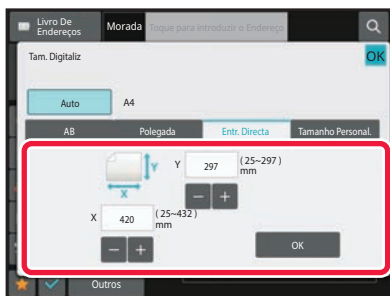 Livro De
Endereços
Morada
Toque para introduzir o Endereço
Tam. Digitaliz
OK
Auto
A4
AB
Polegada
Entr. Directa
Tamanho Personal.
Y
X
Y
297
(25~297)
mm
X
420
(25~432)
mm
OK
Outros